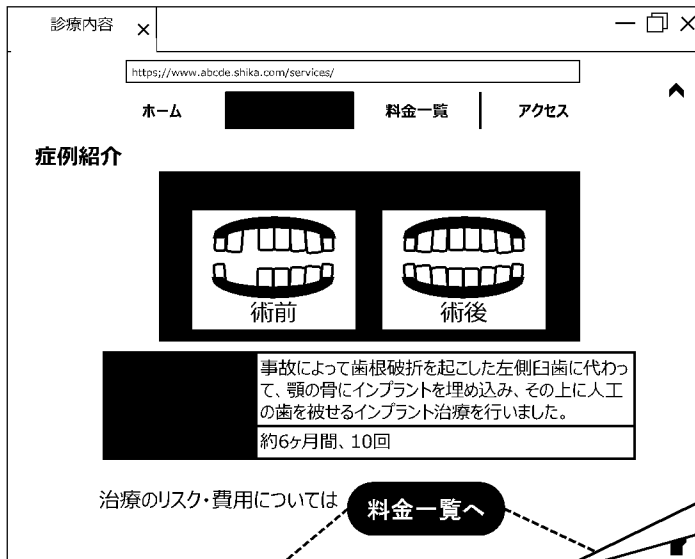 診療内容
https://www.abcde.shika.com/services/
ホーム 料金一覧 アクセス
症例紹介
術前 術後
事故によって歯根破折を起こした左側臼歯に代わっ
て、顎の骨にインプラントを埋め込み、その上に人工
の歯を被せるインプラント治療を行いました。
約6ヶ月間、10回
治療のリスク・費用については 料金一覧へ